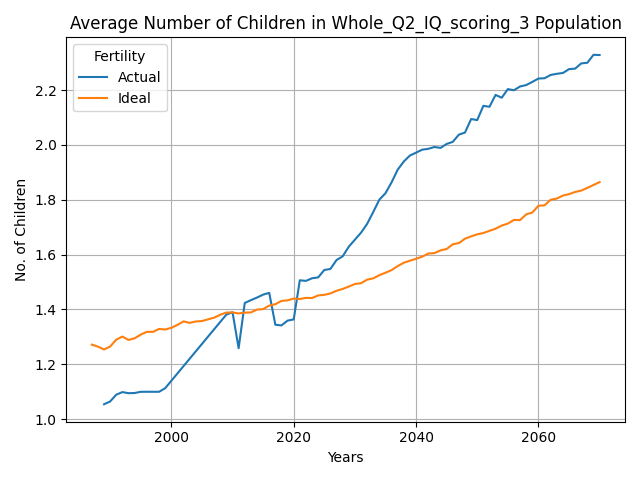 Average Number of Children in Whole_Q2_IQ_scoring_3 Population
Fertility
Actual
Ideal
No. of Children
2.2
2.0
1.8
1.6
1.4
1.2
1.0
2000 2020 2040 2060
Years